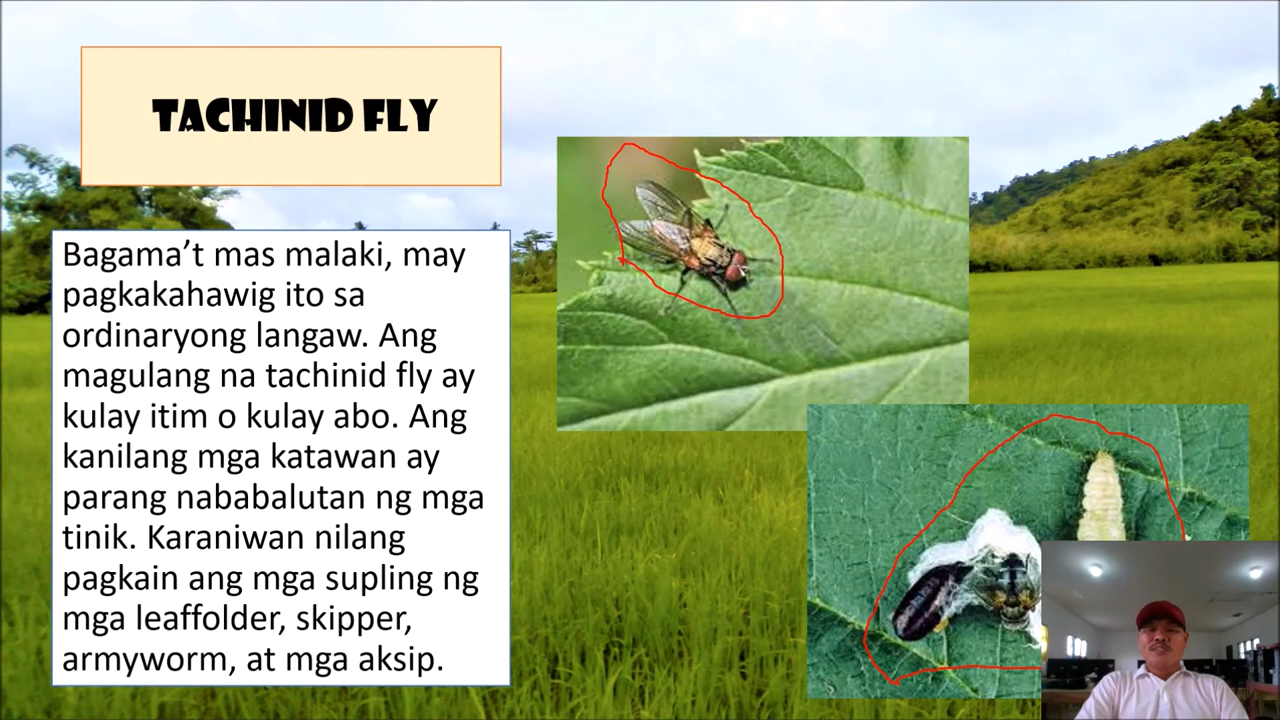 TACHINID FLY
Bagama’t mas malaki, may
pagkakahawig ito sa
ordinaryong langaw. Ang
magulang na tachinid fly ay
kulay itim o kulay abo. Ang
kanilang mga katawan ay
parang nababalutan ng mga
tinik. Karaniwan nilang
pagkain ang mga supling ng
mga leaffolder, skipper,
armyworm, at mga aksip.